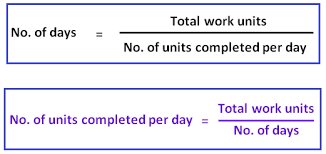 Total work units
No. of days =
No. of units completed per day
Total work units
No. of units completed per day =
No. of days